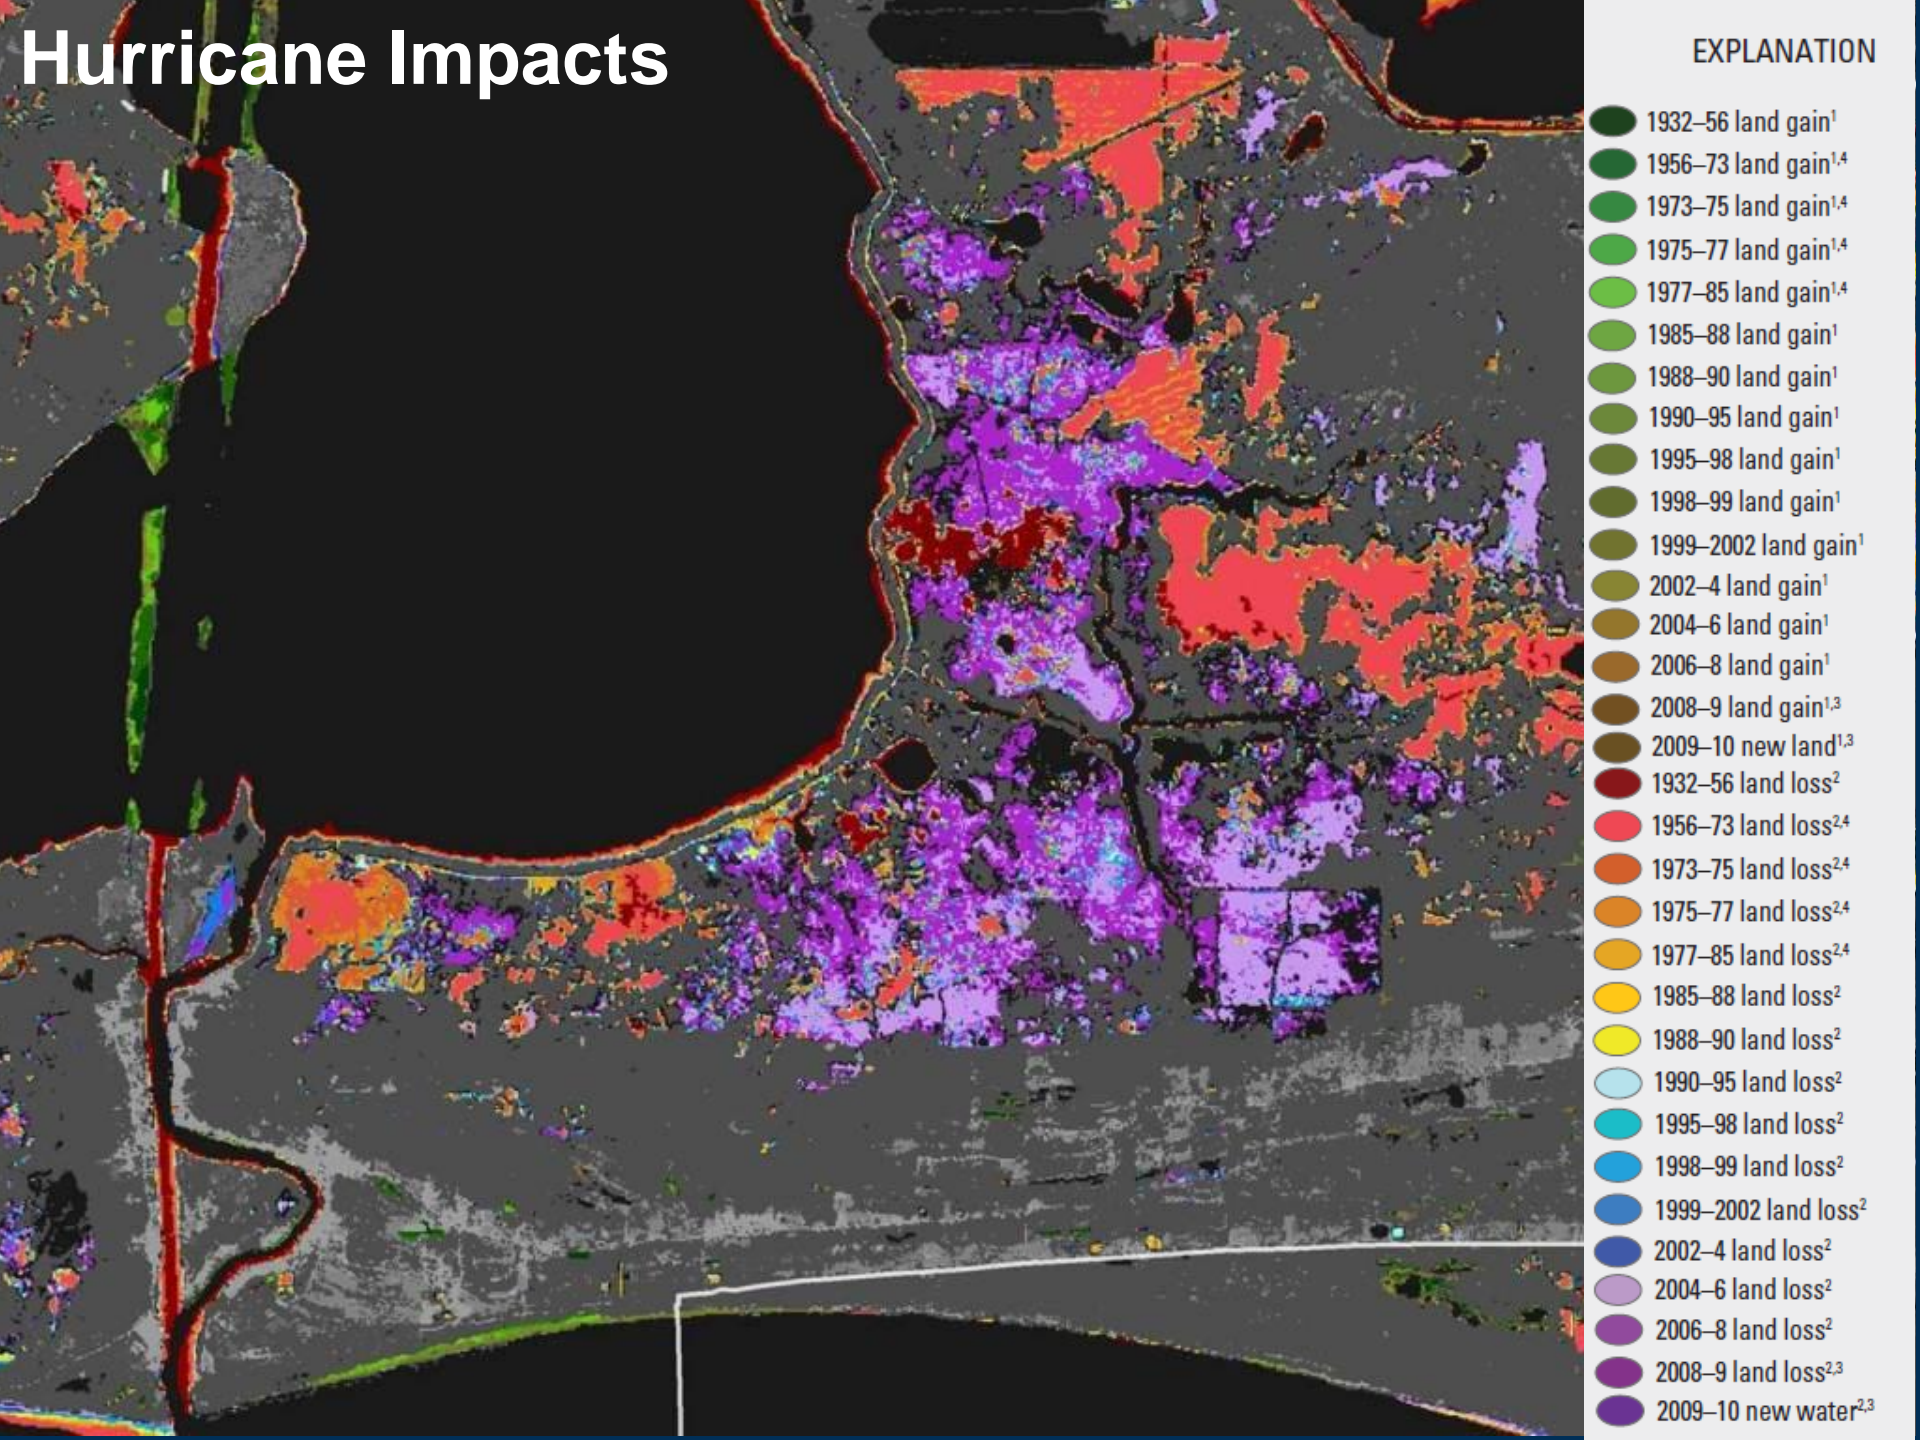 Hurricane Impacts
EXPLANATION
1932–56 land gain¹
1956–73 land gain¹,⁴
1973–75 land gain¹,⁴
1975–77 land gain¹,⁴
1977–85 land gain¹,⁴
1985–88 land gain¹
1988–90 land gain¹
1990–95 land gain¹
1995–98 land gain¹
1998–99 land gain¹
1999–2002 land gain¹
2002–4 land gain¹
2004–6 land gain¹
2006–8 land gain¹
2008–9 land gain¹,³
2009–10 new land¹,³
1932–56 land loss²
1956–73 land loss²,⁴
1973–75 land loss²,⁴
1975–77 land loss²,⁴
1977–85 land loss²,⁴
1985–88 land loss²
1988–90 land loss²
1990–95 land loss²
1995–98 land loss²
1998–99 land loss²
1999–2002 land loss²
2002–4 land loss²
2004–6 land loss²
2006–8 land loss²
2008–9 land loss²,³
2009–10 new water²,³